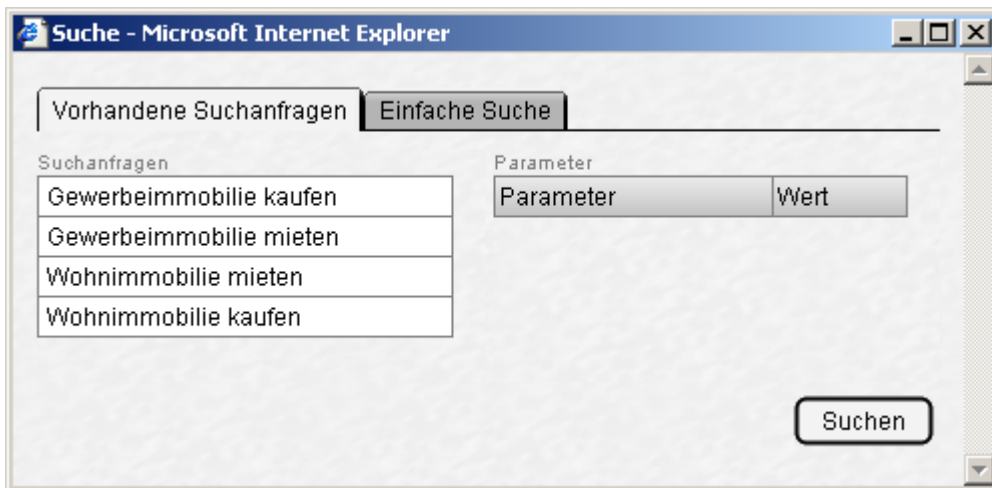 Suche - Microsoft Internet Explorer
Vorhandene Suchanfragen Einfache Suche
Suchanfragen
Gewerbeimmobilie kaufen
Gewerbeimmobilie mieten
Wohnimmobilie mieten
Wohnimmobilie kaufen
Parameter
Parameter Wert
Suchen